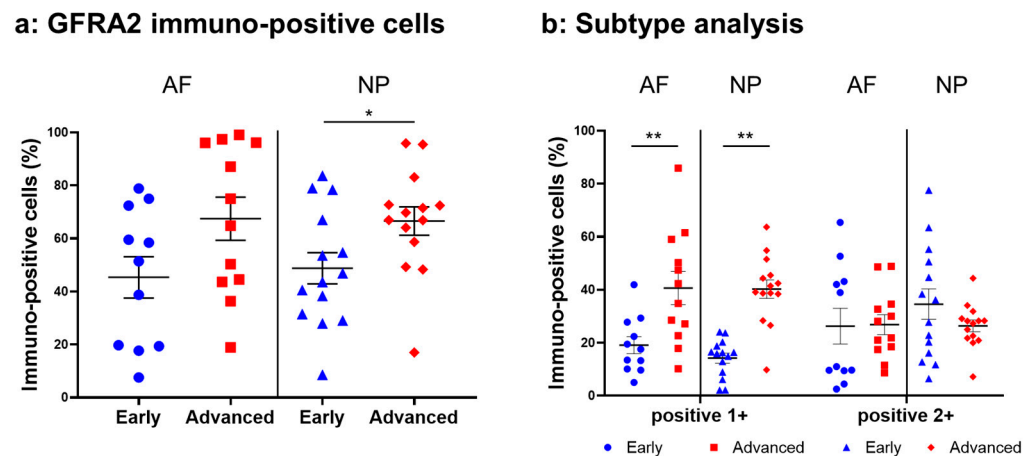 a: GFRA2 immuno-positive cells
AF NP
*
Immuno-positive cells (%)
100
80
60
40
20
0
Early Advanced Early Advanced
b: Subtype analysis
AF NP AF NP
** **
Immuno-positive cells (%)
100
80
60
40
20
0
positive 1+ positive 2+
Early Advanced Early Advanced